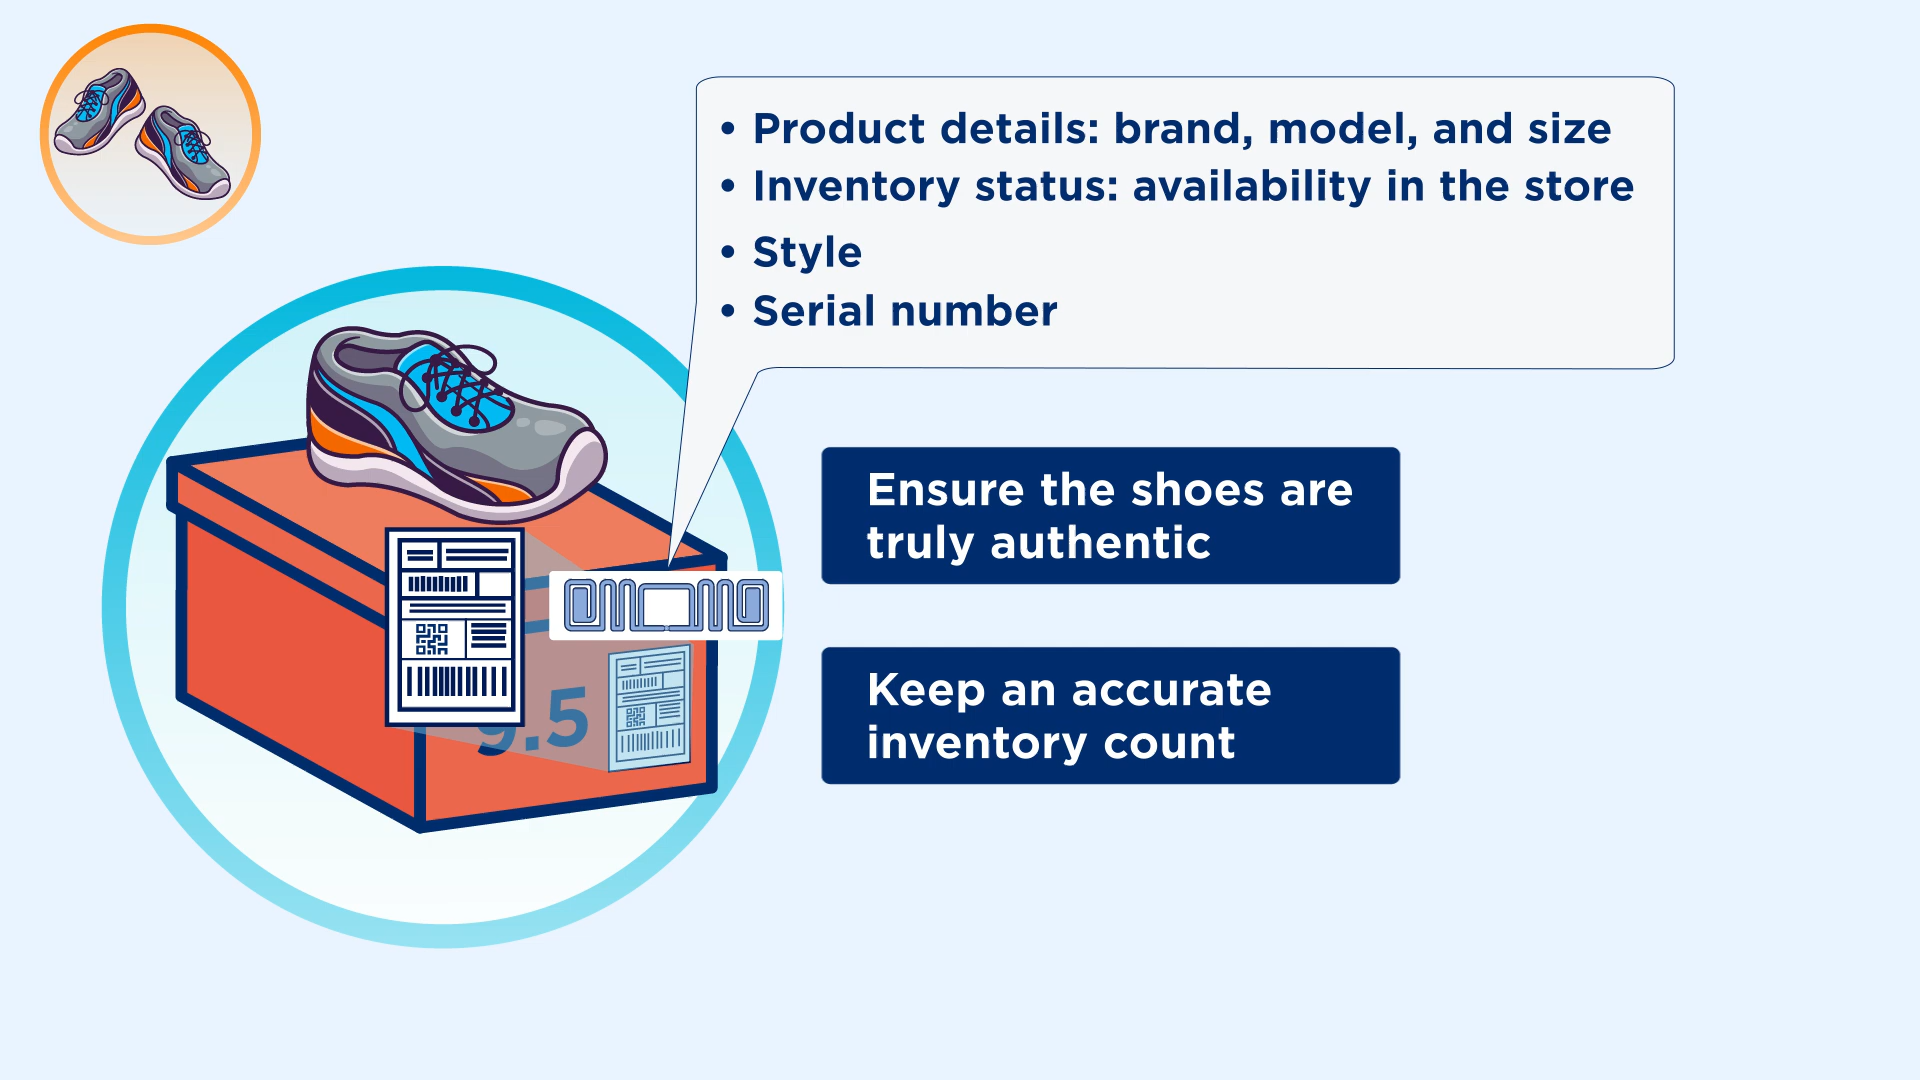 • Product details: brand, model, and size
• Inventory status: availability in the store
• Style
• Serial number
Ensure the shoes are
truly authentic
Keep an accurate
inventory count
9.5